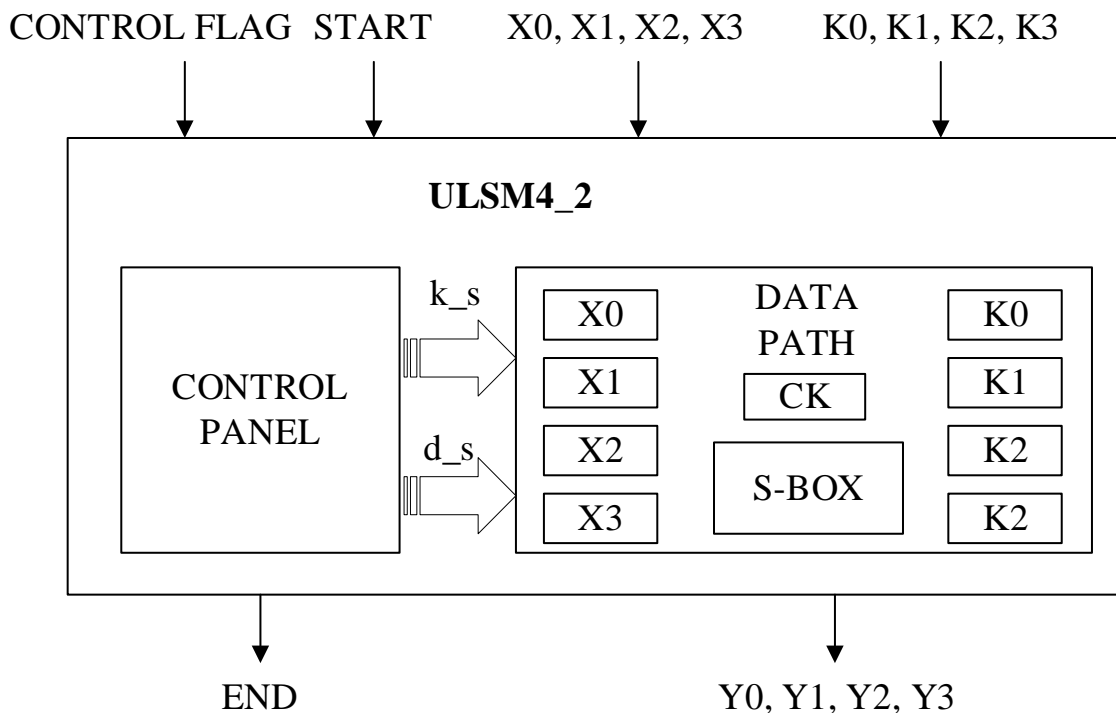 CONTROL FLAG START X0, X1, X2, X3 K0, K1, K2, K3
ULSM4_2
CONTROL
PANEL
k_s
d_s
X0
X1
X2
X3
DATA
PATH
CK
S-BOX
K0
K1
K2
K2
END Y0, Y1, Y2, Y3